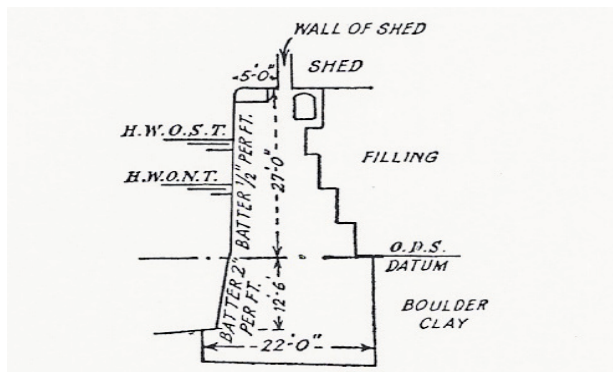 WALL OF SHED
5'0"
SHED
H.W.O.S.T.
H.W.O.N.T.
BATTER ½" PER FT.
27'-0"
FILLING
O.D.S.
DATUM
BATTER 2"
PER FT.
12'6"
BOULDER
CLAY
22'-0"